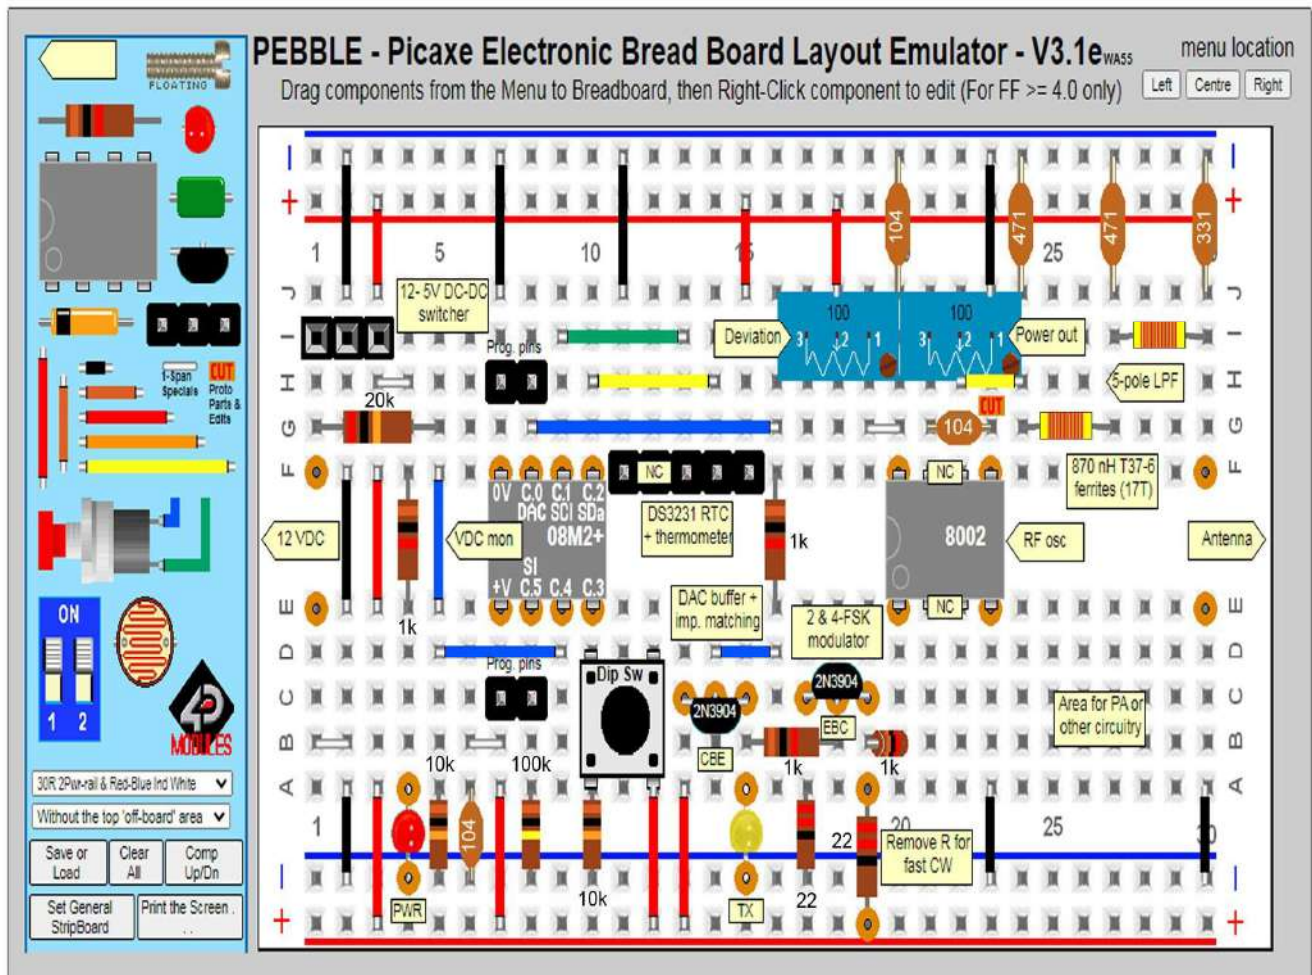 PEBBLE - Picaxe Electronic Bread Board Layout Emulator - V3.1e WA55
menu location
Drag components from the Menu to Breadboard, then Right-Click component to edit (For FF >= 4.0 only)
Left Centre Right
FLOATING
1-Span
Specials
CUT
Proto
Parts &
Edits
ON
1 2
4D
MODULES
30R 2Pwr-rail & Red-Blue Ind White
Without the top 'off-board' area
Save or
Load
Clear
All
Comp
Up/Dn
Set General
StripBoard
Print the Screen .
. .
− −
+ +
104 471 471 331
1 5 10 15 25
J J
12- 5V DC-DC
switcher
100 100
I I
Deviation
3 2 1
3 2 1
Power out
Prog. pins
H H
5-pole LPF
20k
CUT
G G
104
F F
NC
NC
870 nH T37-6
ferrites (17T)
0V C.0 C.1 C.2
DAC SCI SDa
08M2+
SI
+V C.5 C.4 C.3
DS3231 RTC
+ thermometer
12 VDC
VDC mon
1k
8002
RF osc
Antenna
E E
NC
1k
DAC buffer +
imp. matching
2 & 4-FSK
modulator
D D
Prog. pins
Dip Sw
C C
2N3904
2N3904
EBC
Area for PA or
other circuitry
B B
CBE
1k
1k
10k
100k
A A
1 20 25 30
104
22
Remove R for
fast CW
− −
10k
22
PWR
TX
+ +